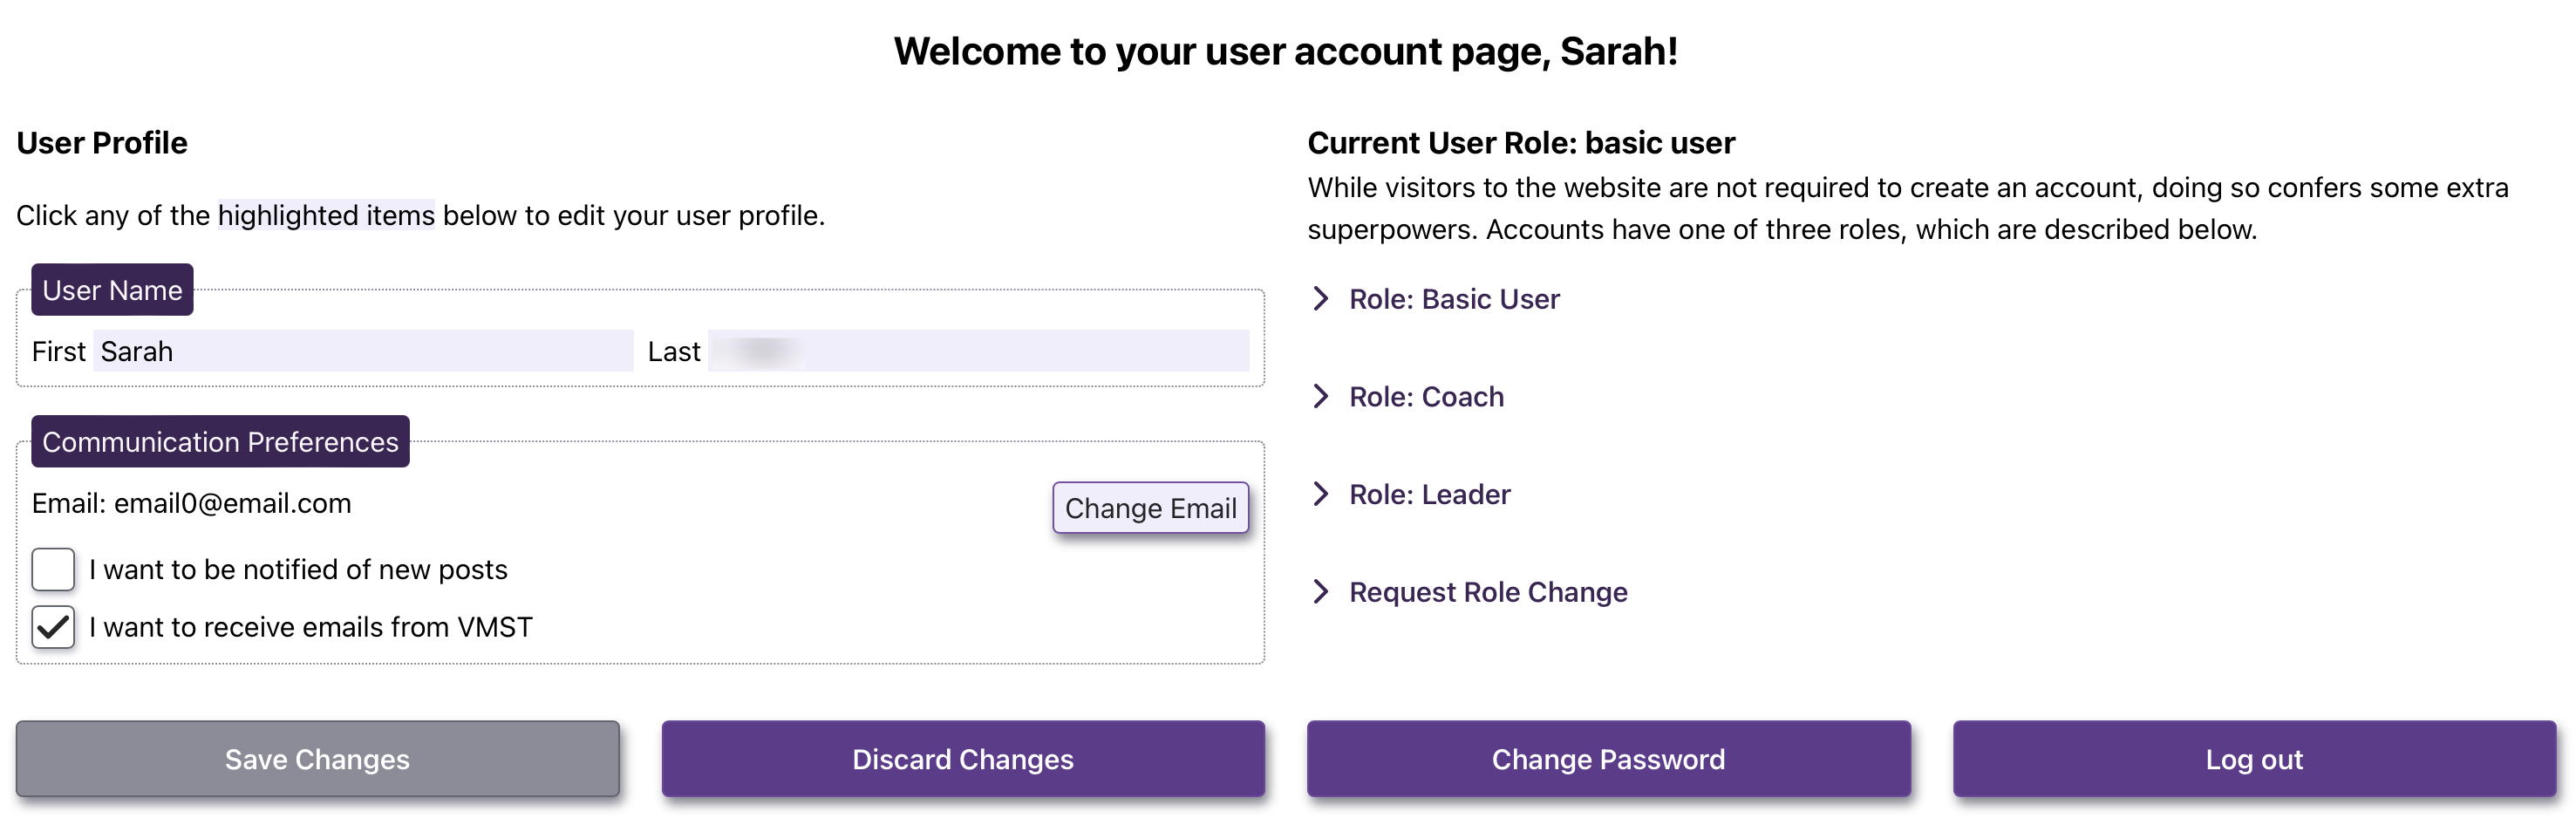 Welcome to your user account page, Sarah!
User Profile
Click any of the highlighted items below to edit your user profile.
User Name
First Sarah Last
Communication Preferences
Email: email0@email.com
Change Email
I want to be notified of new posts
I want to receive emails from VMST
Current User Role: basic user
While visitors to the website are not required to create an account, doing so confers some extra
superpowers. Accounts have one of three roles, which are described below.
Role: Basic User
Role: Coach
Role: Leader
Request Role Change
Save Changes
Discard Changes
Change Password
Log out